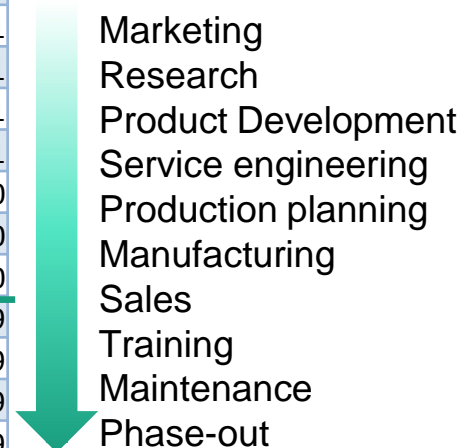 Marketing
Research
Product Development
Service engineering
Production planning
Manufacturing
Sales
Training
Maintenance
Phase-out